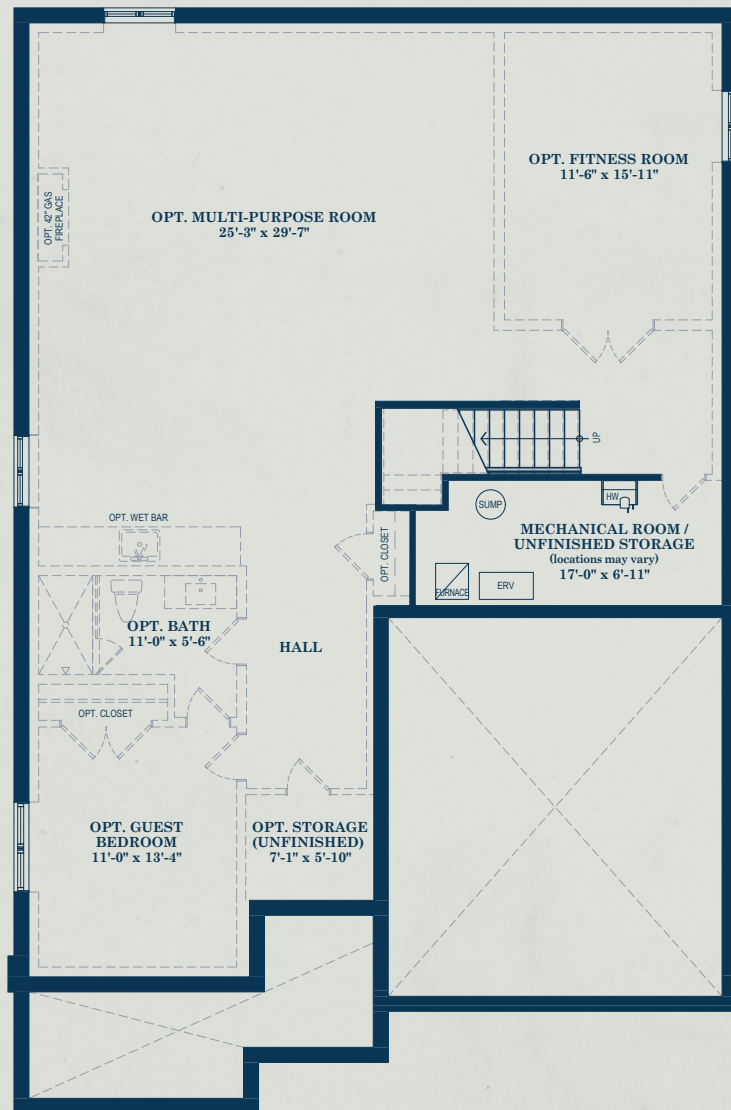 OPT. FITNESS ROOM
11'-6" x 15'-11"
OPT. 42" GAS
FIREPLACE
OPT. MULTI-PURPOSE ROOM
25'-3" x 29'-7"
UP
HW
SUMP
OPT. WET BAR
MECHANICAL ROOM /
UNFINISHED STORAGE
(locations may vary)
17'-0" x 6'-11"
OPT. CLOSET
FURNACE
ERV
OPT. BATH
11'-0" x 5'-6"
HALL
OPT. CLOSET
OPT. GUEST
BEDROOM
11'-0" x 13'-4"
OPT. STORAGE
(UNFINISHED)
7'-1" x 5'-10"